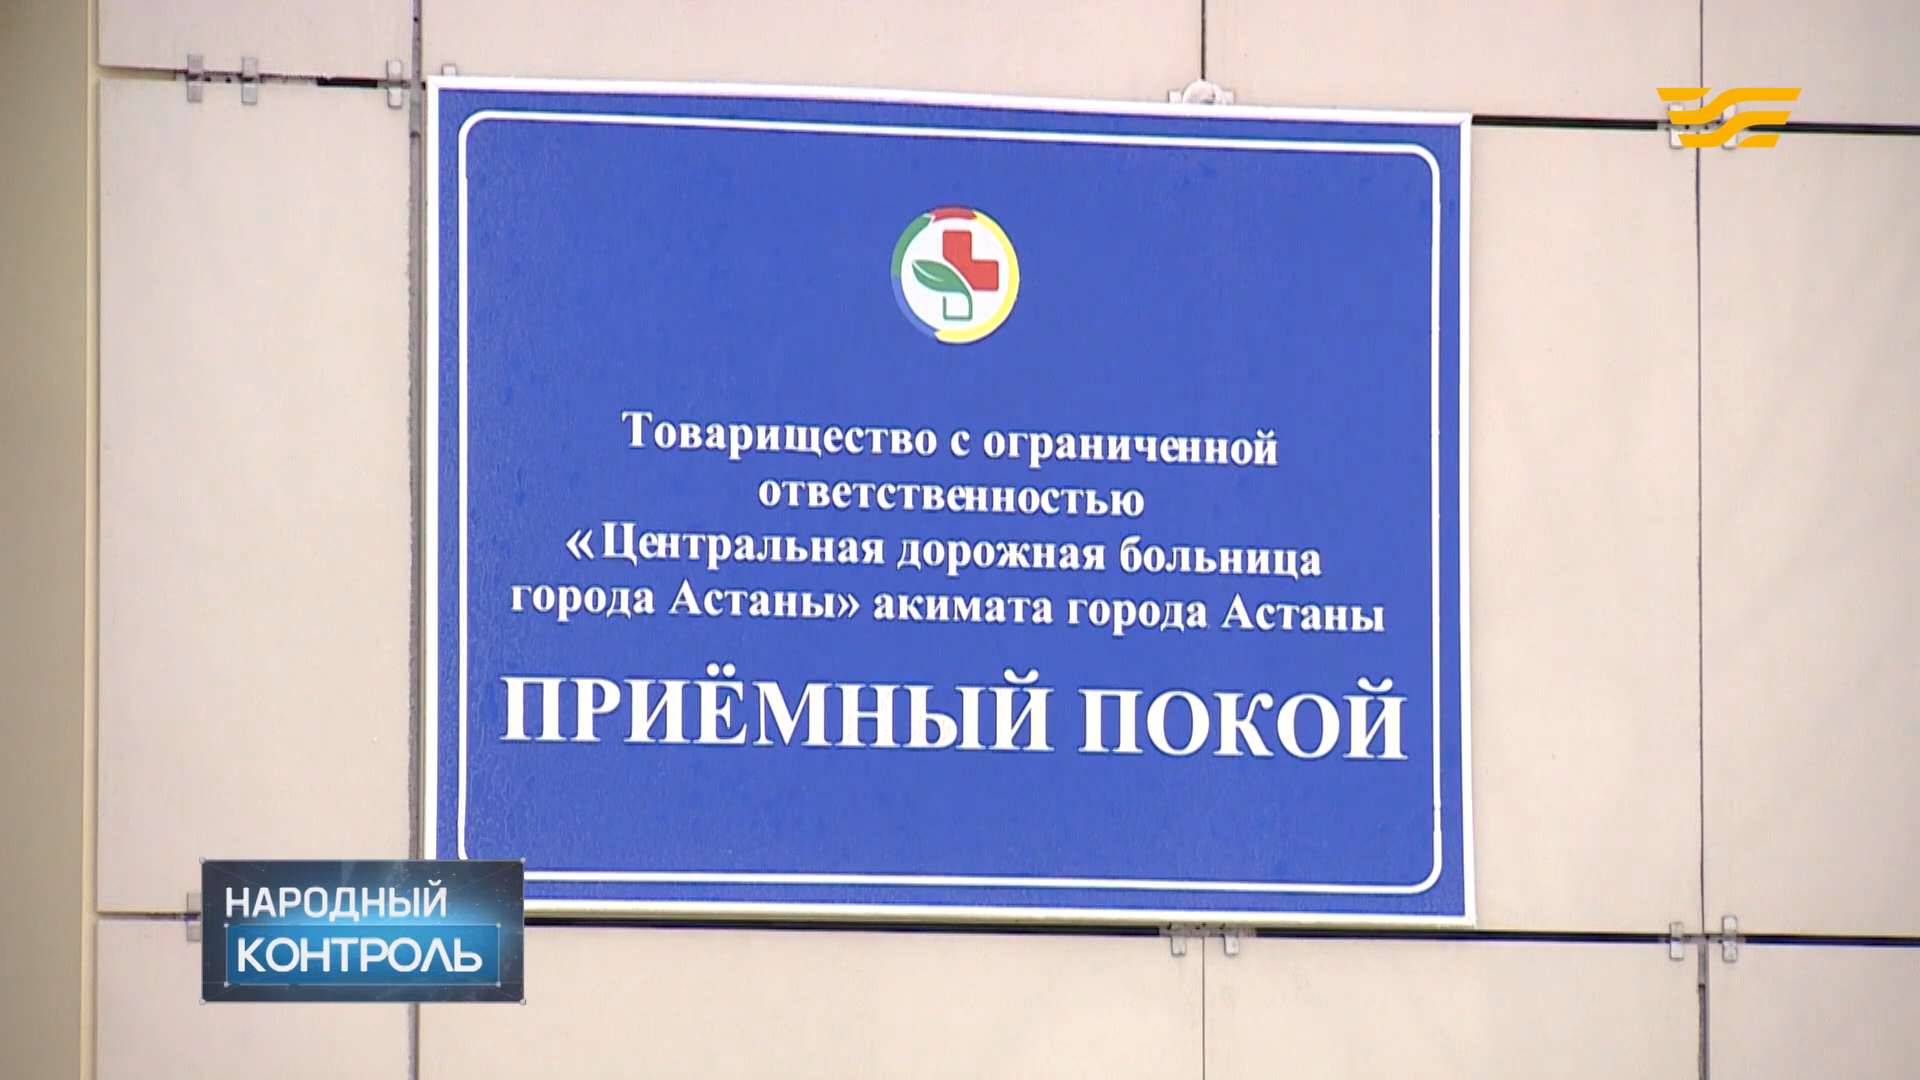 Товарищество с ограниченной
ответственностью
«Центральная дорожная больница
города Астаны» акимата города Астаны
ПРИЁМНЫЙ ПОКОЙ
НАРОДНЫЙ
КОНТРОЛЬ